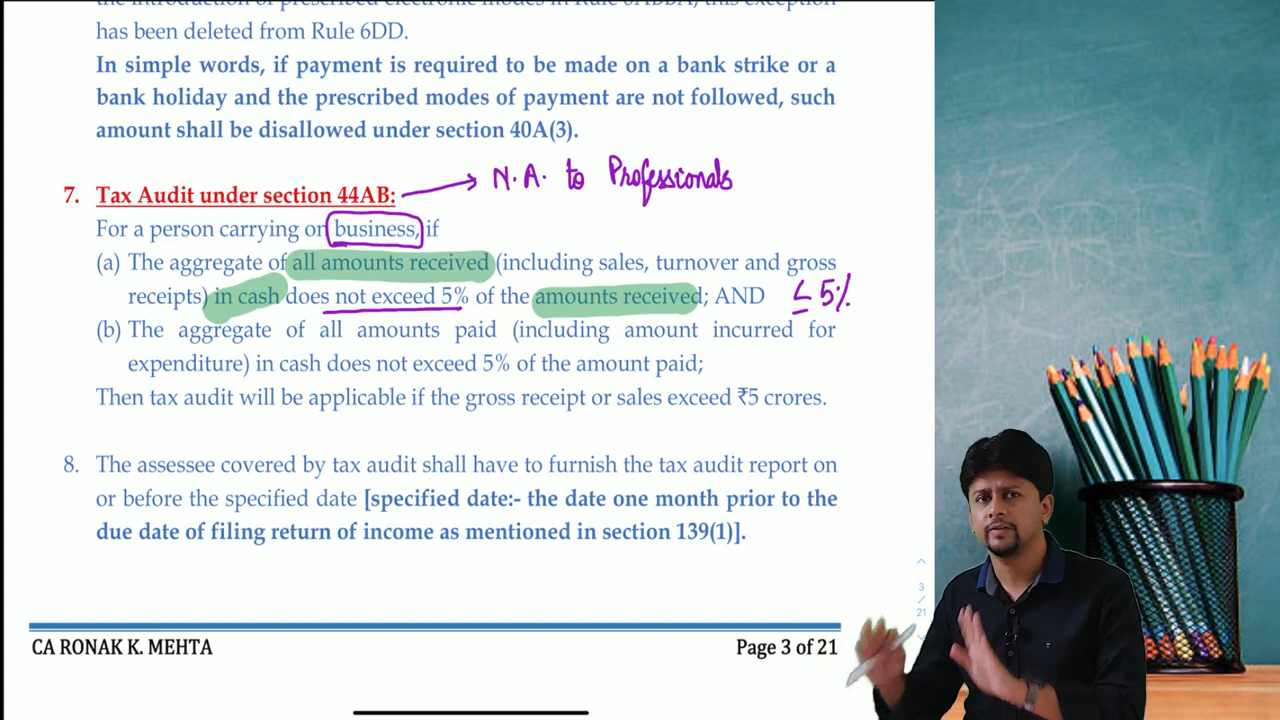 has been deleted from Rule 6DD.
In simple words, if payment is required to be made on a bank strike or a
bank holiday and the prescribed modes of payment are not followed, such
amount shall be disallowed under section 40A(3).
7. Tax Audit under section 44AB: → N.A. to Professionals
For a person carrying on business, if
(a) The aggregate of all amounts received (including sales, turnover and gross
receipts) in cash does not exceed 5% of the amounts received; AND ≤ 5%
(b) The aggregate of all amounts paid (including amount incurred for
expenditure) in cash does not exceed 5% of the amount paid;
Then tax audit will be applicable if the gross receipt or sales exceed ₹5 crores.
8. The assessee covered by tax audit shall have to furnish the tax audit report on
or before the specified date [specified date:- the date one month prior to the
due date of filing return of income as mentioned in section 139(1)].
3
/
21
CA RONAK K. MEHTA Page 3 of 21